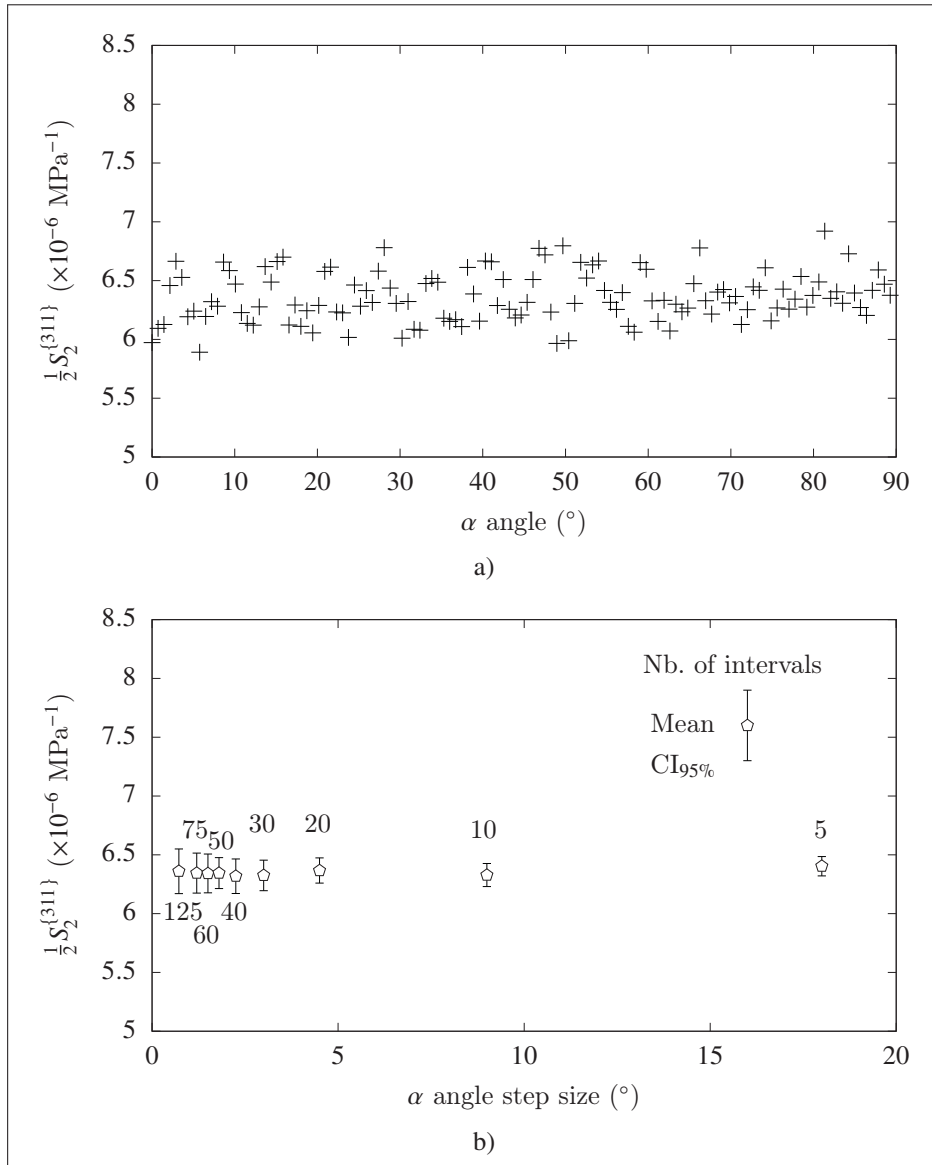 8.5
8
7.5
7
6.5
6
5.5
5
½S₂^{311} (×10⁻⁶ MPa⁻¹)
0 10 20 30 40 50 60 70 80 90
α angle (°)
a)
8.5
8
7.5
7
6.5
6
5.5
5
½S₂^{311} (×10⁻⁶ MPa⁻¹)
Nb. of intervals
Mean
CI95%
75 50 30 20 10 5
125 60 40
0 5 10 15 20
α angle step size (°)
b)